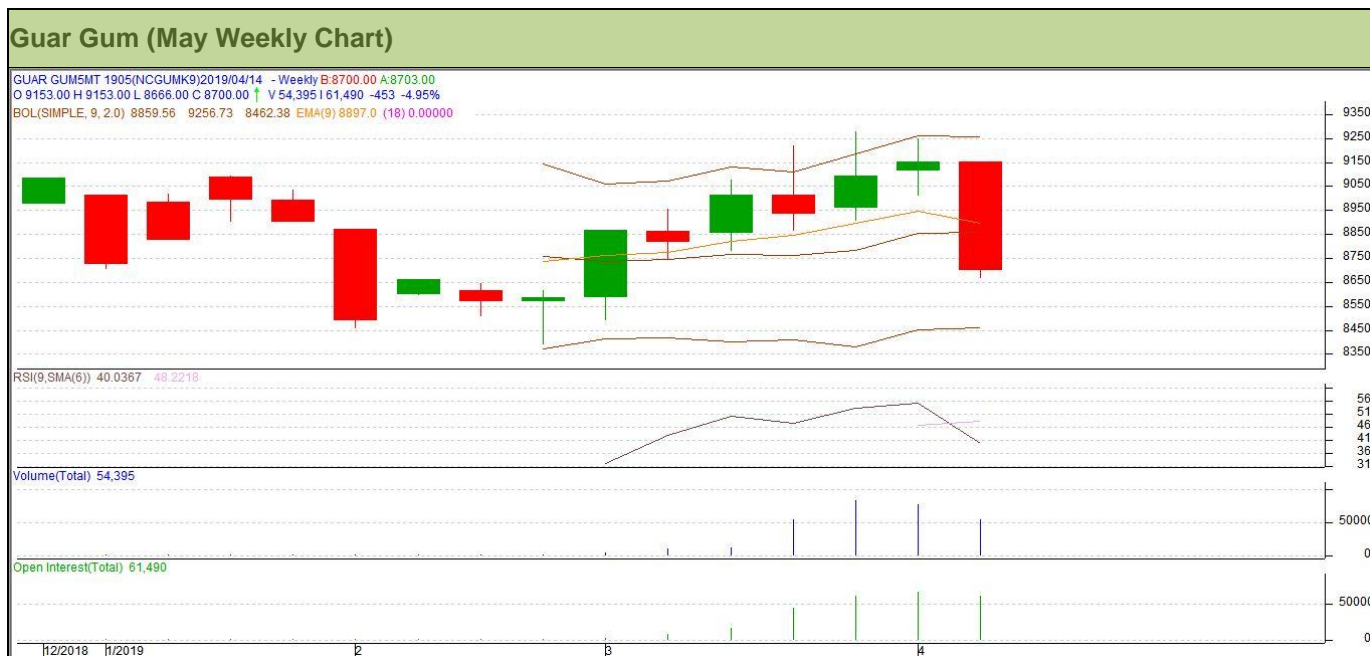 Guar Gum (May Weekly Chart)
GUAR GUM5MT 1905(NCGUMK9)2019/04/14 - Weekly B:8700.00 A:8703.00
O 9153.00 H 9153.00 L 8666.00 C 8700.00 ↑ V 54,395 I 61,490 -453 -4.95%
BOL(SIMPLE, 9, 2.0) 8859.56 9256.73 8462.38 EMA(9) 8897.0 (18) 0.00000
9350
9250
9150
9050
8950
8850
8750
8650
8550
8450
8350
RSI(9,SMA(6)) 40.0367 48.2218
56
51
46
41
36
31
Volume(Total) 54,395
50000
0
Open Interest(Total) 61,490
50000
0
12/2018 1/2019 2 3 4